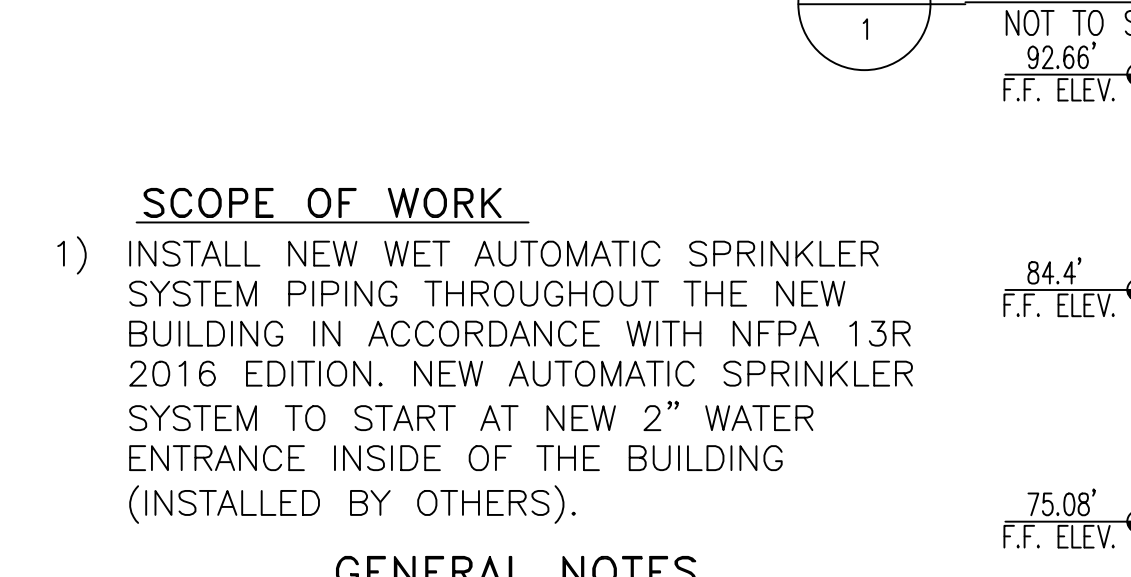 1
NOT TO
92.66'
F.F. ELEV.
SCOPE OF WORK
1) INSTALL NEW WET AUTOMATIC SPRINKLER
SYSTEM PIPING THROUGHOUT THE NEW
BUILDING IN ACCORDANCE WITH NFPA 13R
2016 EDITION. NEW AUTOMATIC SPRINKLER
SYSTEM TO START AT NEW 2” WATER
ENTRANCE INSIDE OF THE BUILDING
(INSTALLED BY OTHERS).
84.4'
F.F. ELEV.
75.08'
F.F. ELEV.
GENERAL NOTES